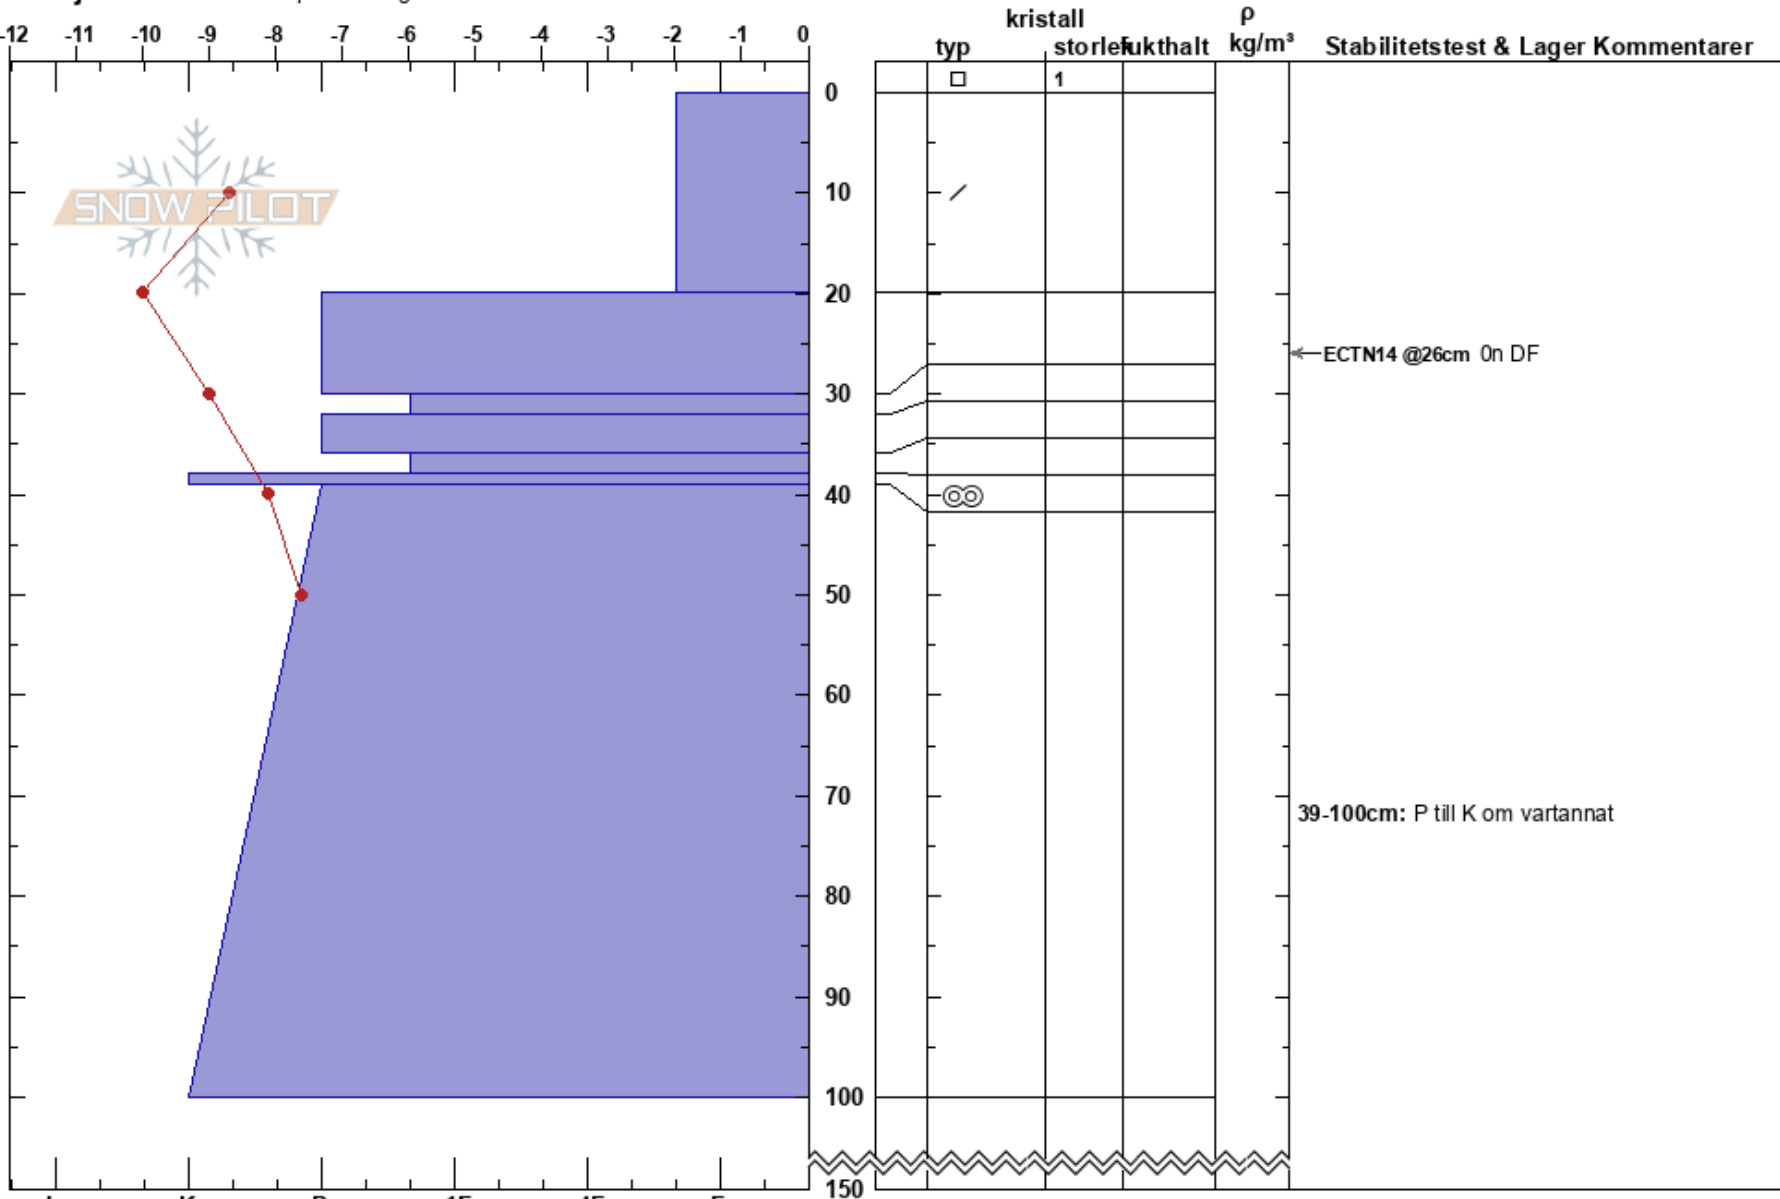 kristall ρ
-12 -11 -10 -9 -8 -7 -6 -5 -4 -3 -2 -1 0 typ storlek fukthalt kg/m³ Stabilitetstest & Lager Kommentarer
1
0
SNOW PILOT
10
20
ECTN14 @26cm 0n DF
30
40
50
60
70
39-100cm: P till K om vartannat
80
90
100
150